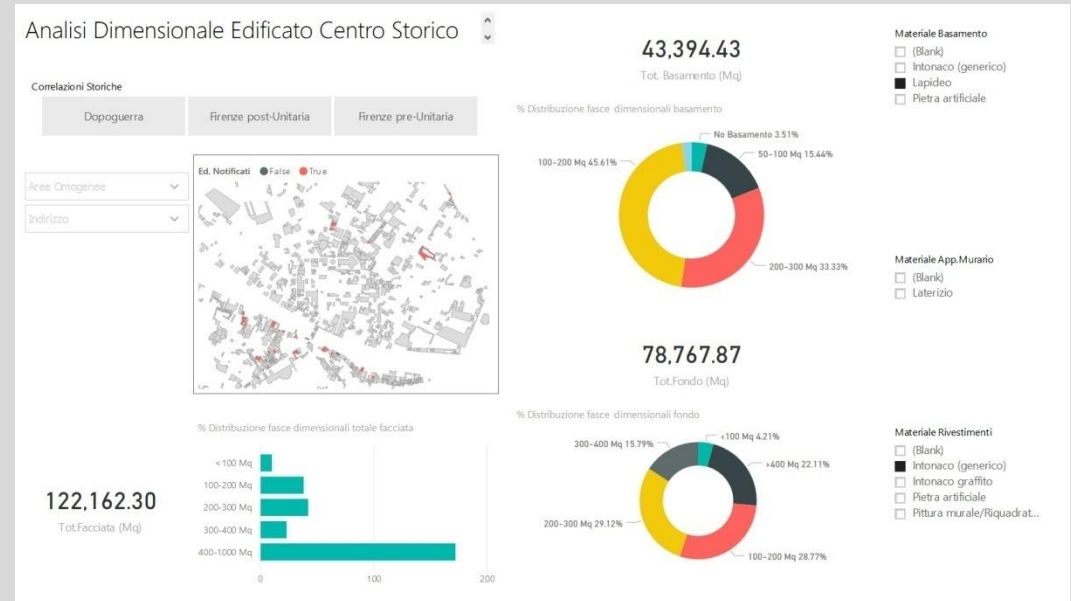 Analisi Dimensionale Edificato Centro Storico
Correlazioni Storiche
Dopoguerra
Firenze post-Unitaria
Firenze pre-Unitaria
Aree Omogenee
Indirizzo
Ed. Notificati
False
True
% Distribuzione fasce dimensionali totale facciata
<100 Mq
100-200 Mq
200-300 Mq
300-400 Mq
400-1000 Mq
0
100
200
122,162.30
Tot.Facciata (Mq)
43,394.43
Tot. Basamento (Mq)
% Distribuzione fasce dimensionali basamento
No Basamento 3.51%
50-100 Mq 15.44%
100-200 Mq 45.61%
200-300 Mq 33.33%
78,767.87
Tot.Fondo (Mq)
% Distribuzione fasce dimensionali fondo
<100 Mq 4.21%
300-400 Mq 15.79%
>400 Mq 22.11%
200-300 Mq 29.12%
100-200 Mq 28.77%
Materiale Basamento
(Blank)
Intonaco (generico)
Lapideo
Pietra artificiale
Materiale App.Murario
(Blank)
Laterizio
Materiale Rivestimenti
(Blank)
Intonaco (generico)
Intonaco graffito
Pietra artificiale
Pittura murale/Riquadrat...